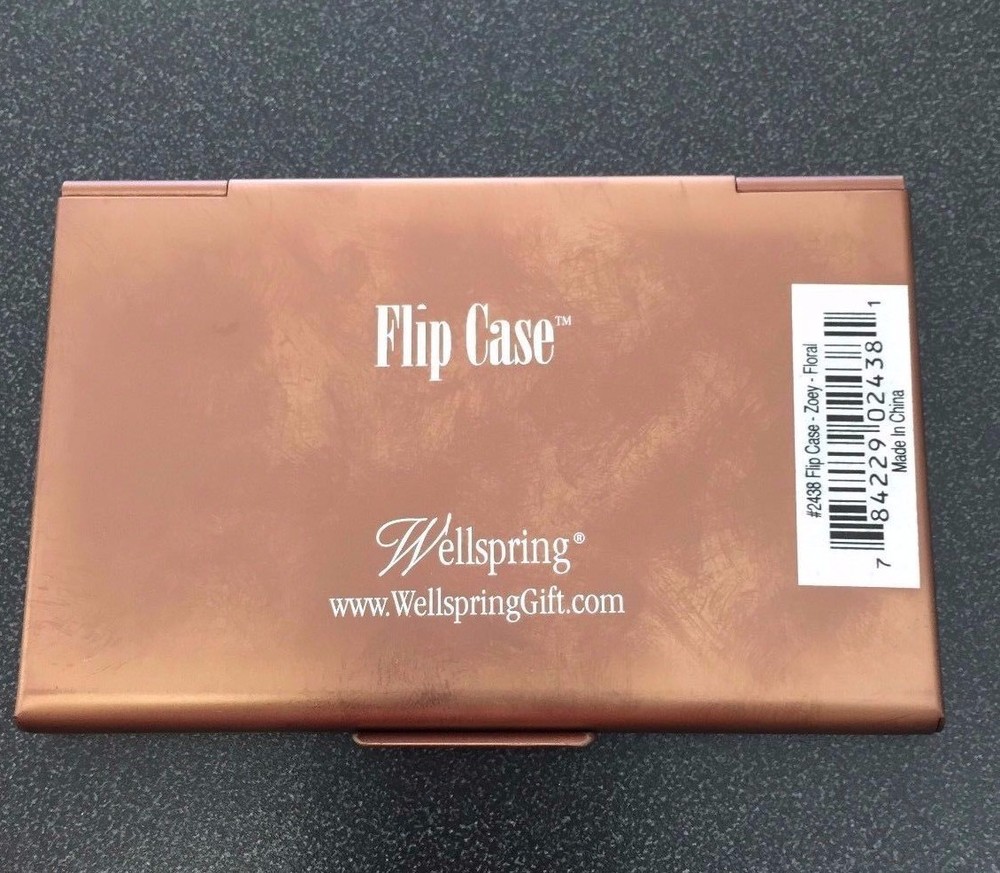 Flip Case™
Wellspring®
www.WellspringGift.com
#2438 Flip Case - Zoey - Floral
7 84229 02438 1
Made In China